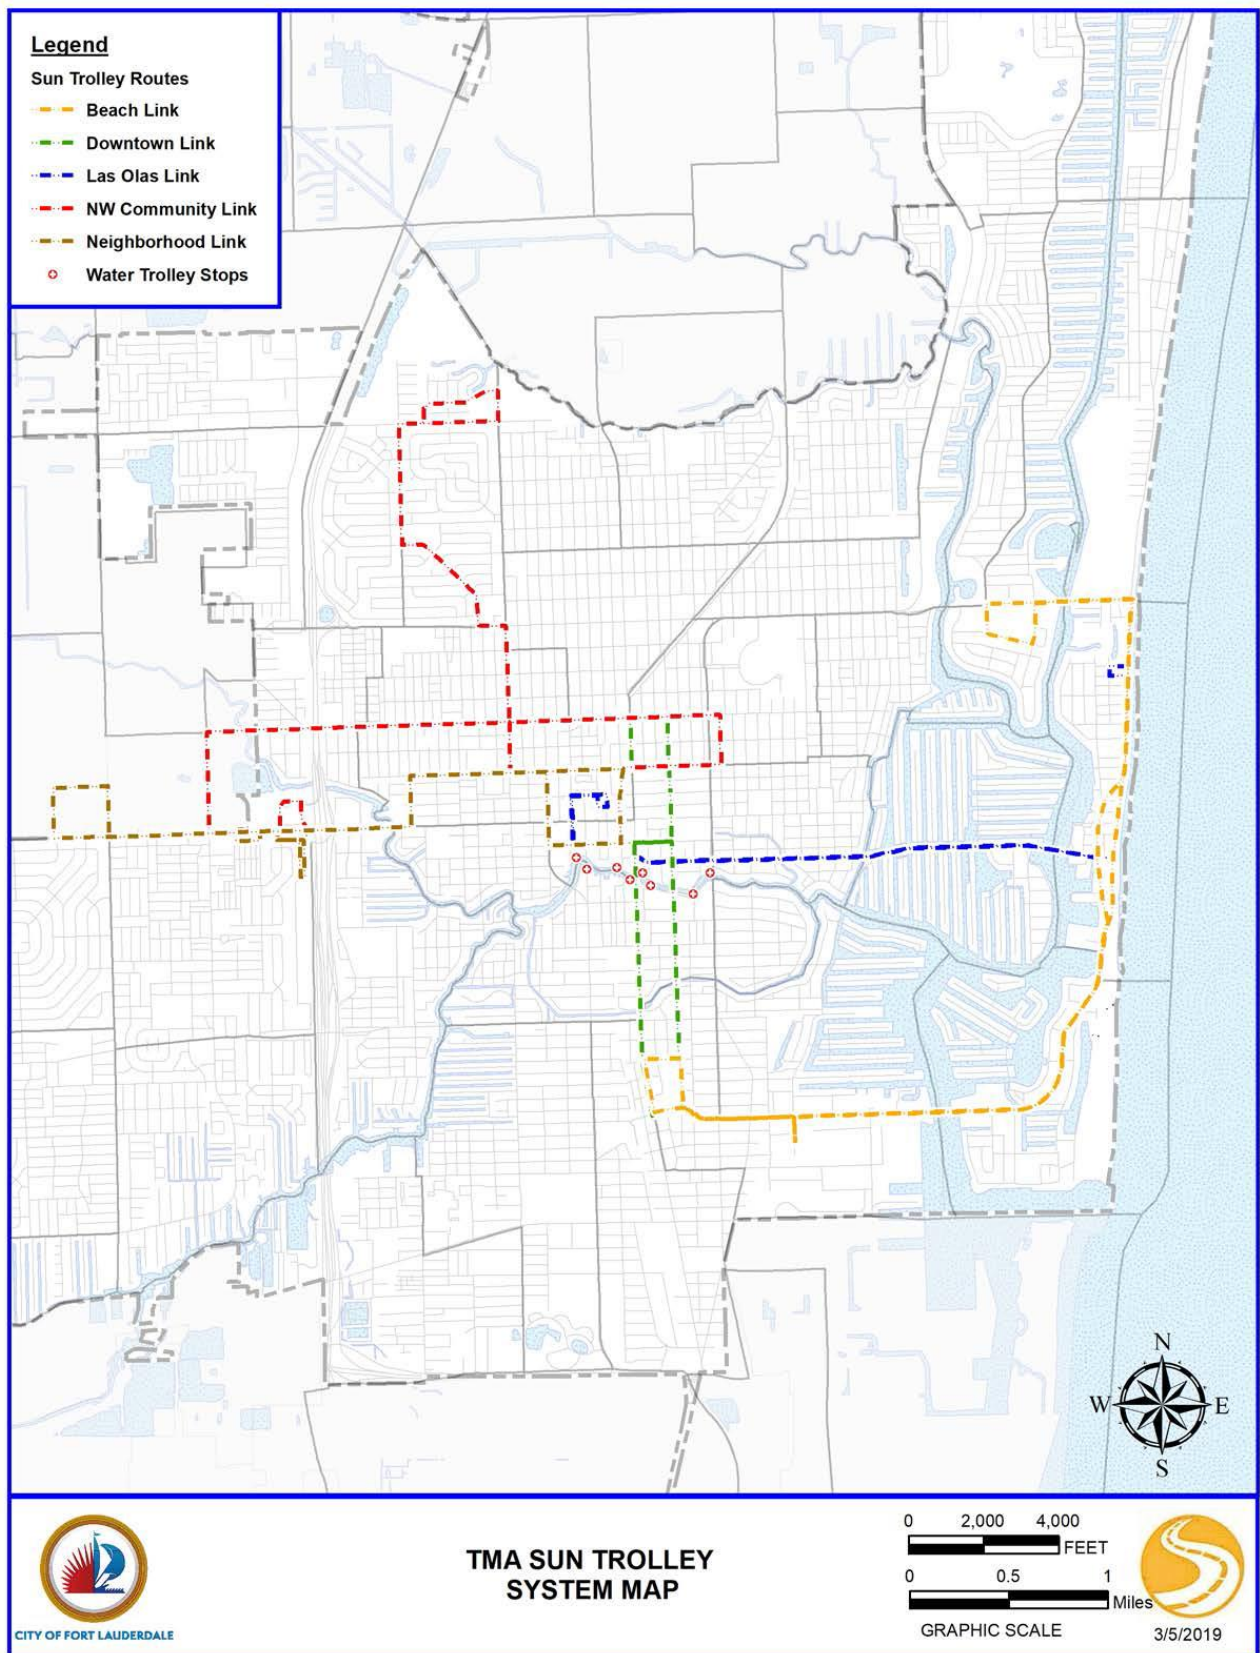 Legend
Sun Trolley Routes
Beach Link
Downtown Link
Las Olas Link
NW Community Link
Neighborhood Link
Water Trolley Stops
N
W E
S
CITY OF FORT LAUDERDALE
TMA SUN TROLLEY
SYSTEM MAP
0 2,000 4,000
FEET
0 0.5 1
Miles
GRAPHIC SCALE
3/5/2019